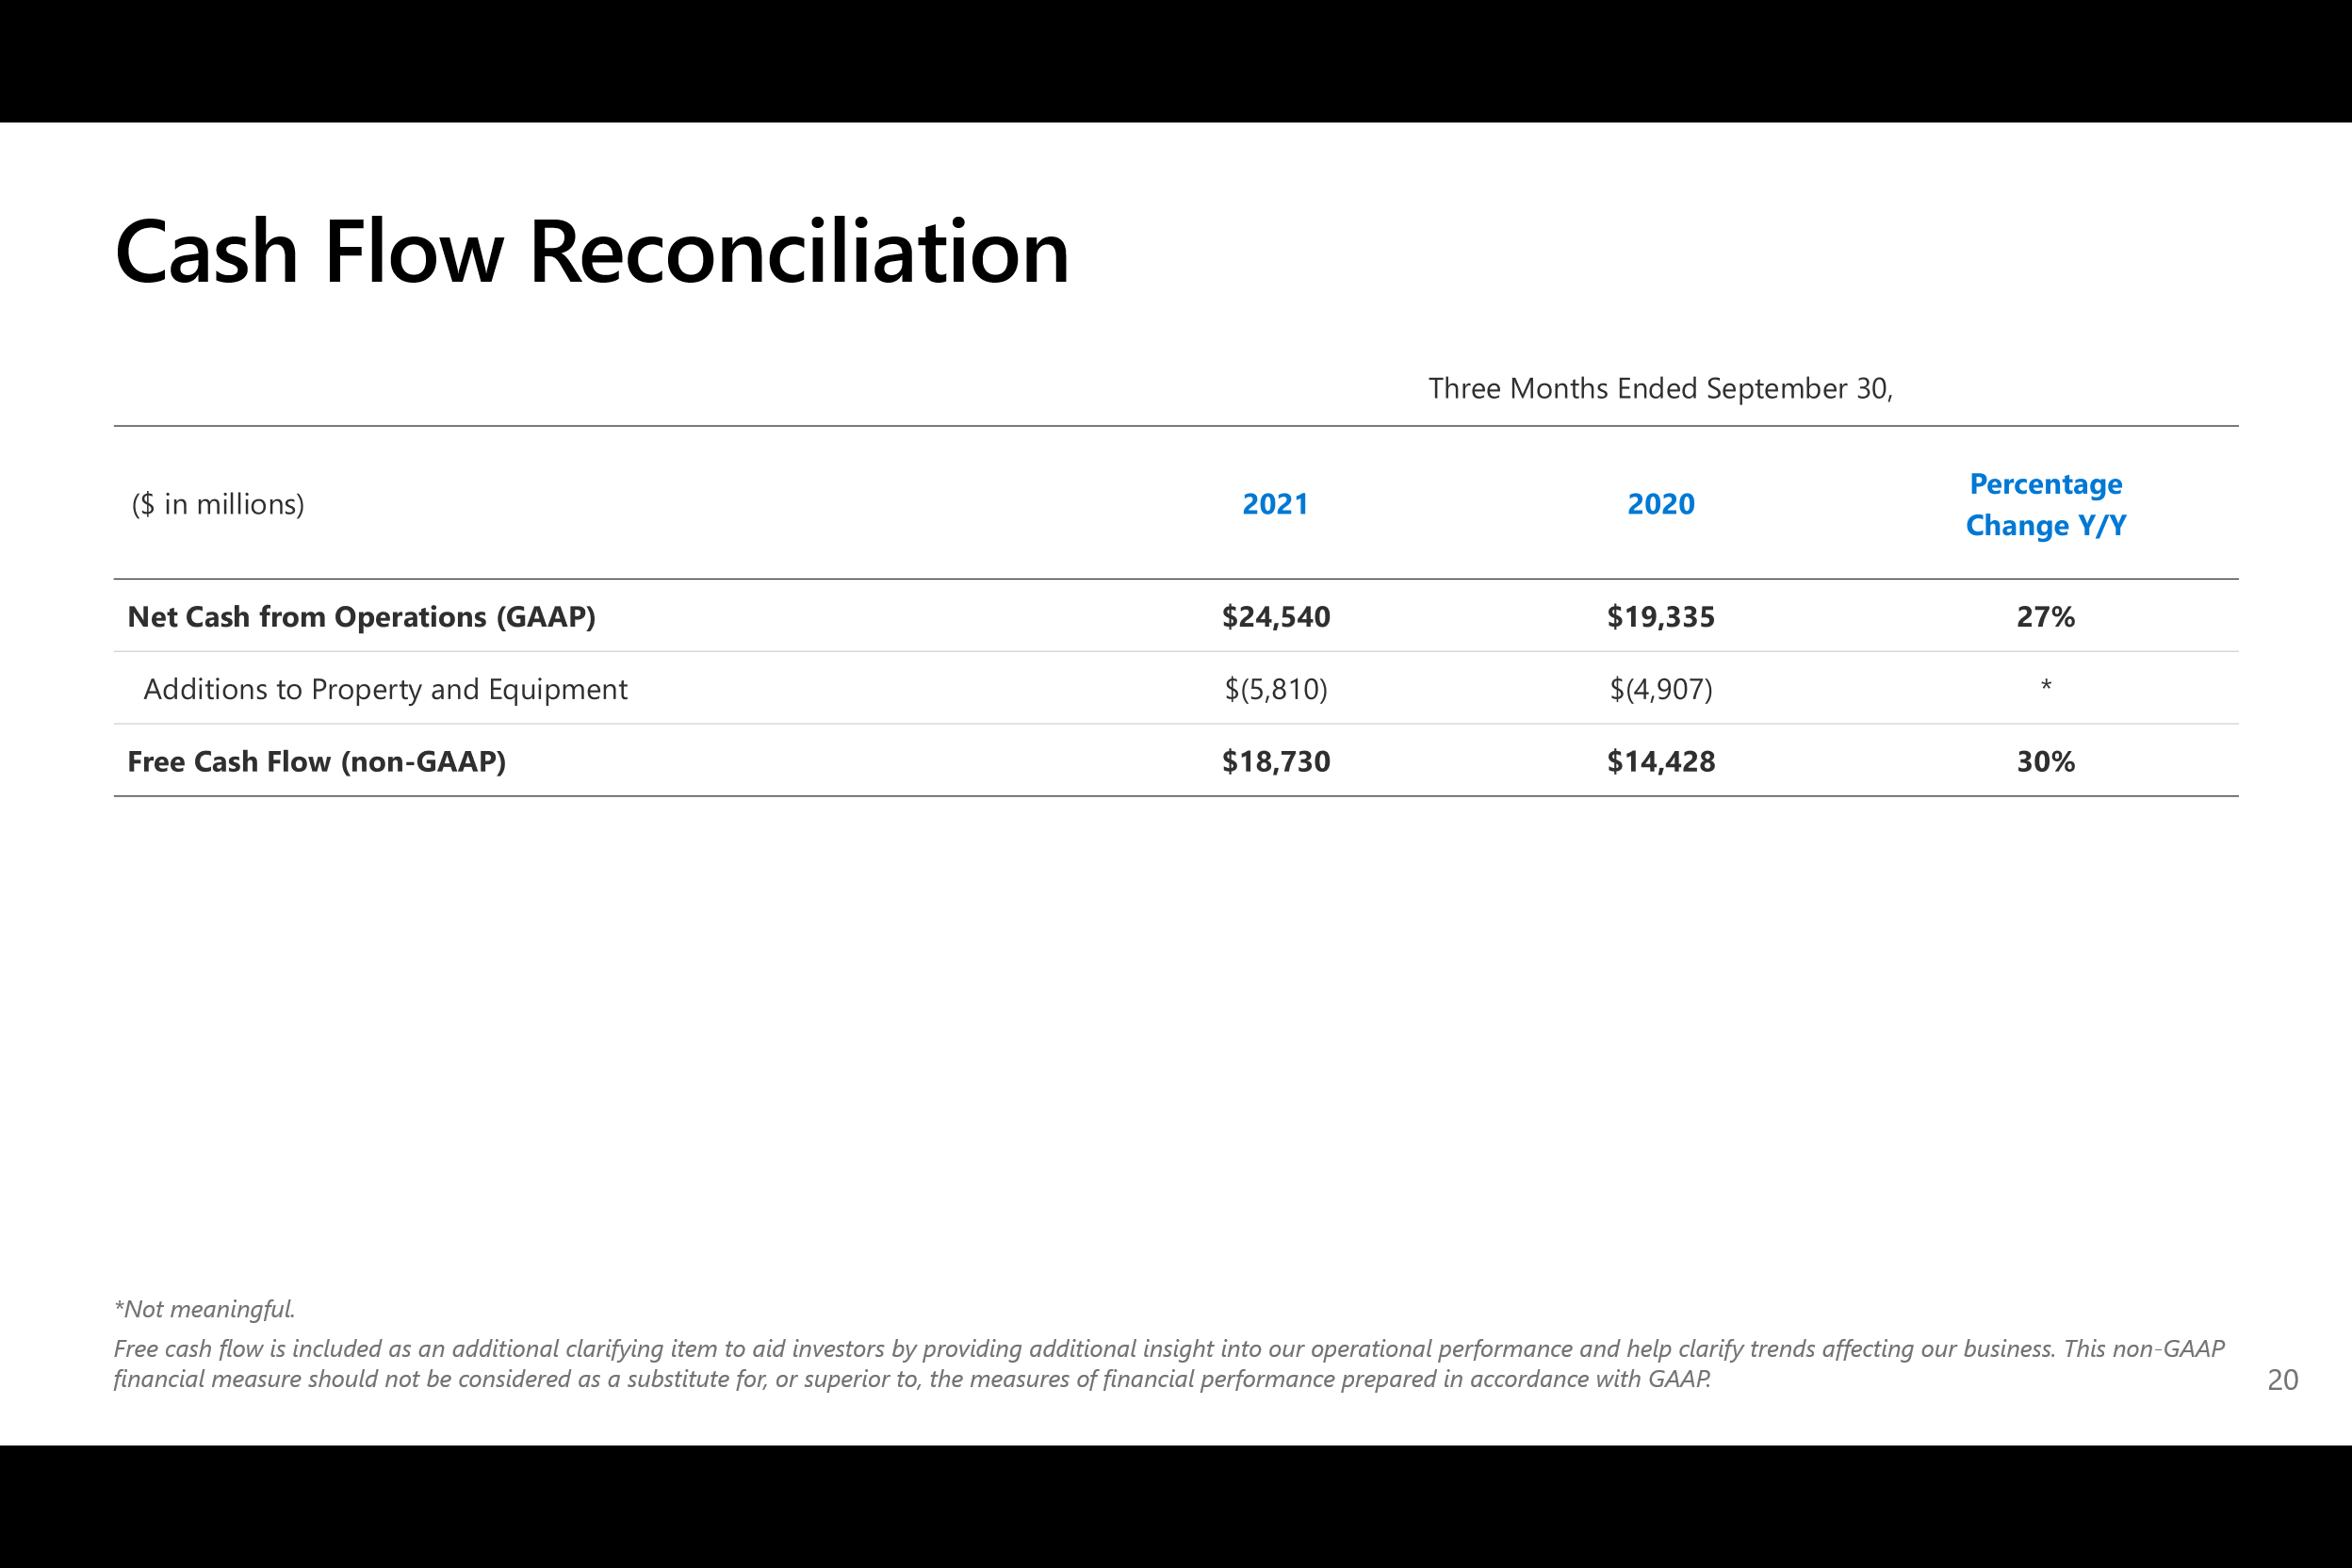 Cash Flow Reconciliation
Three Months Ended September 30,
($ in millions) 2021 2020 Percentage Change Y/Y
Net Cash from Operations (GAAP) $24,540 $19,335 27%
Additions to Property and Equipment $(5,810) $(4,907) *
Free Cash Flow (non-GAAP) $18,730 $14,428 30%
*Not meaningful.
Free cash flow is included as an additional clarifying item to aid investors by providing additional insight into our operational performance and help clarify trends affecting our business. This non-GAAP
financial measure should not be considered as a substitute for, or superior to, the measures of financial performance prepared in accordance with GAAP.
20